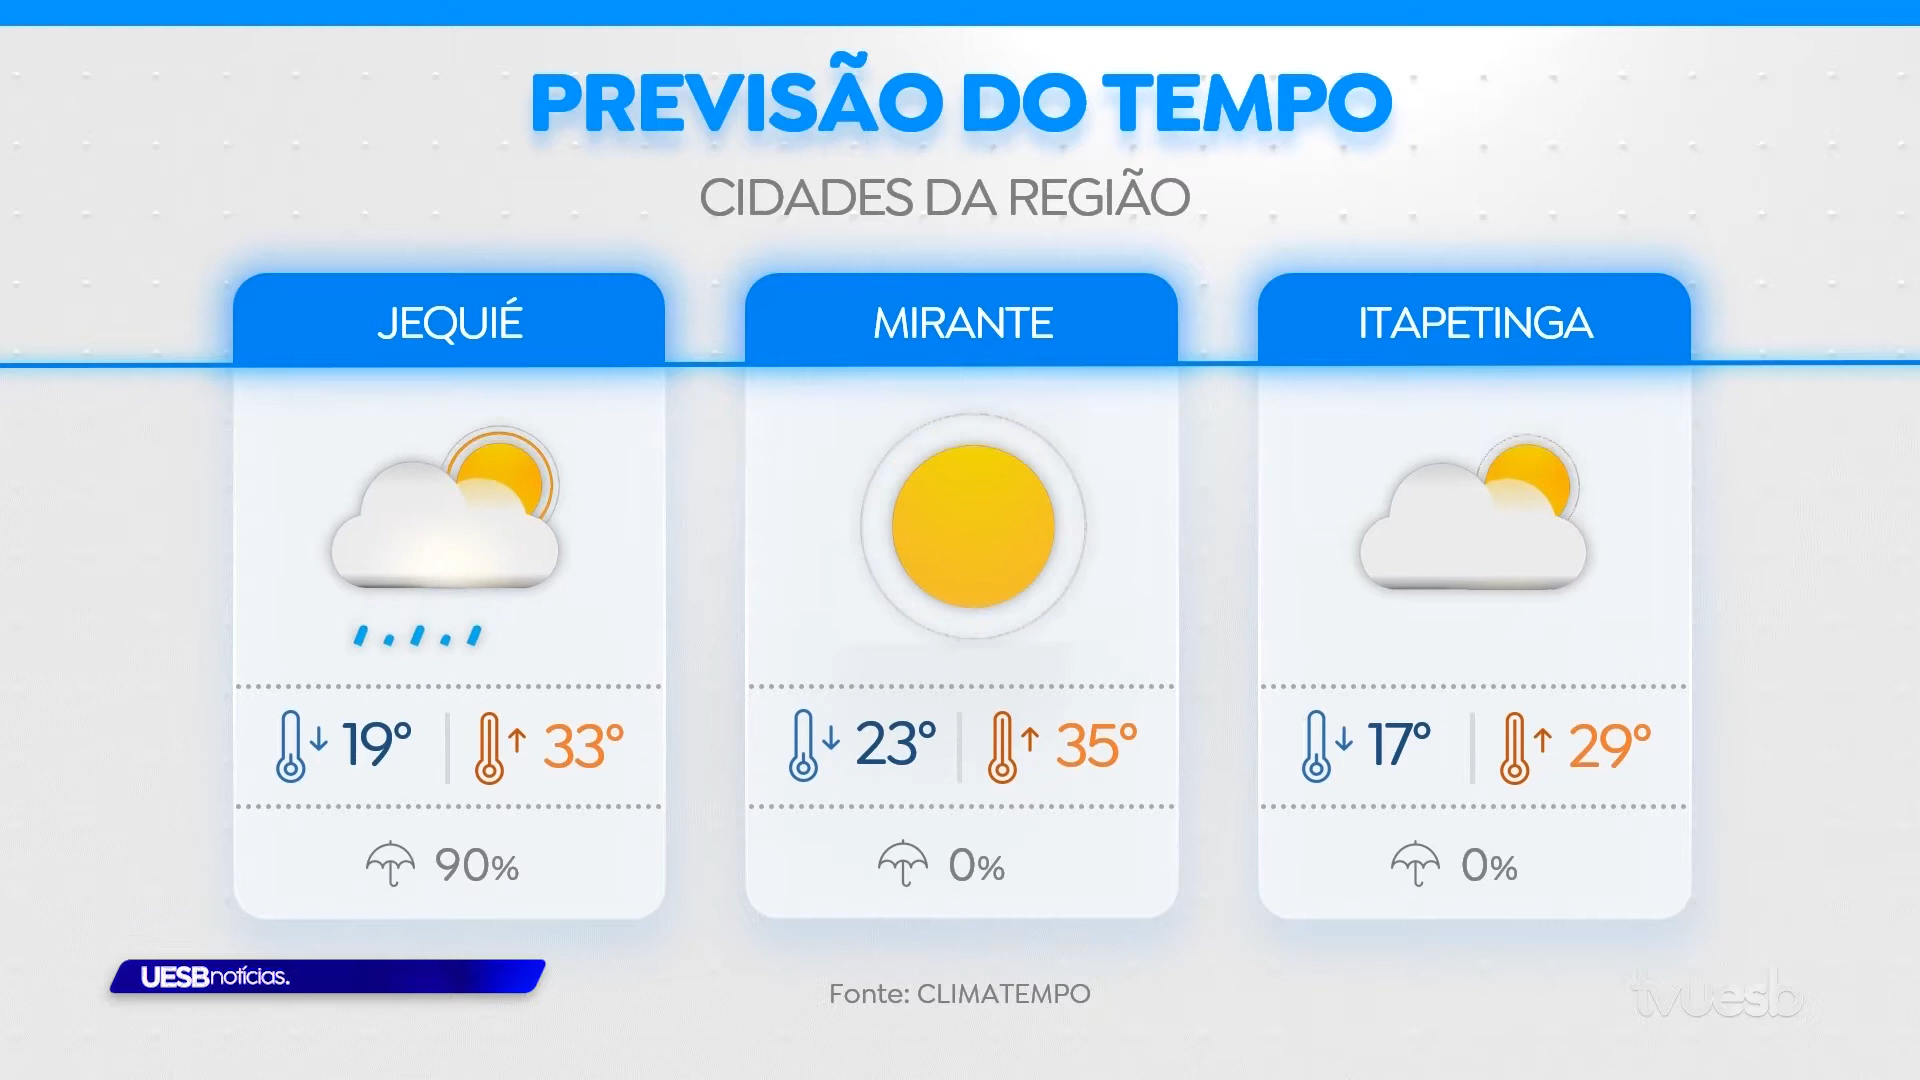 PREVISÃO DO TEMPO
CIDADES DA REGIÃO
JEQUIÉ
19° 33°
90%
MIRANTE
23° 35°
0%
ITAPETINGA
17° 29°
0%
UESBnotícias.
Fonte: CLIMATEMPO
tvuesb